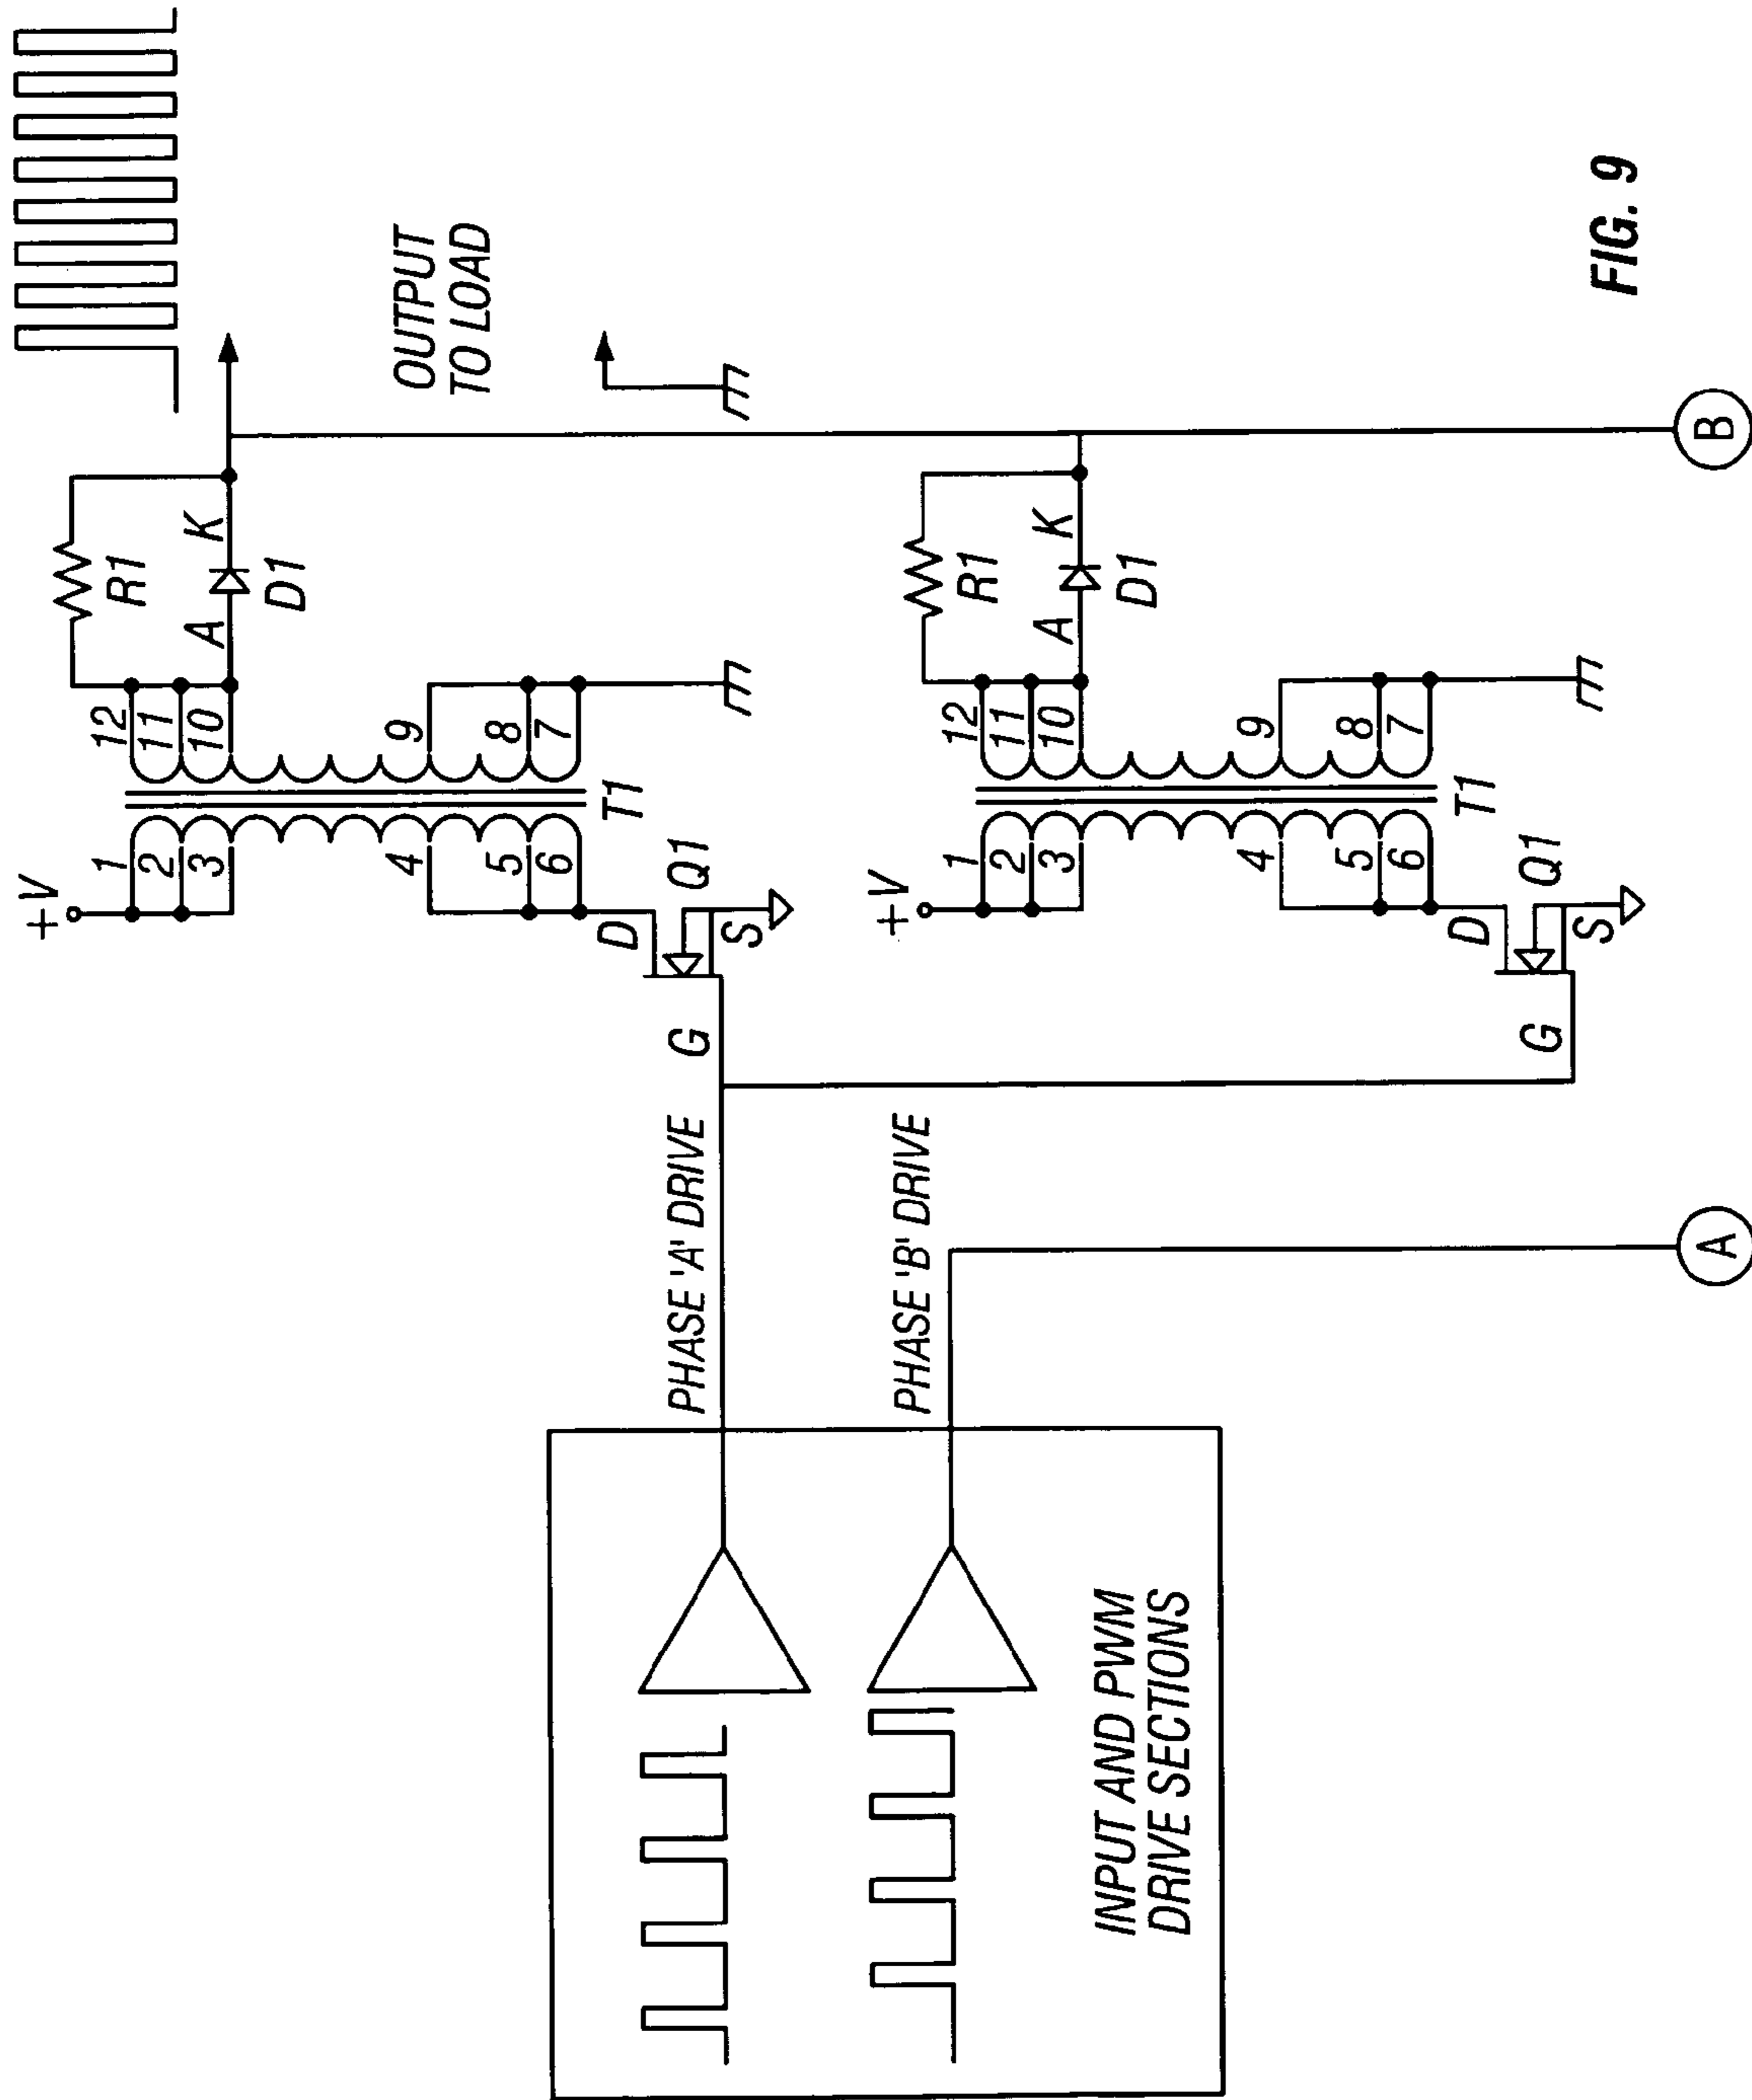 +V
1
2
3
4
5
6
12
11
10
9
8
7
T1
R1
A
K
D1
D
G
S
Q1
OUTPUT
TO LOAD
PHASE 'A' DRIVE
PHASE 'B' DRIVE
INPUT AND PWM
DRIVE SECTIONS
+V
1
2
3
4
5
6
12
11
10
9
8
7
T1
R1
A
K
D1
D
G
S
Q1
A
B
FIG. 9